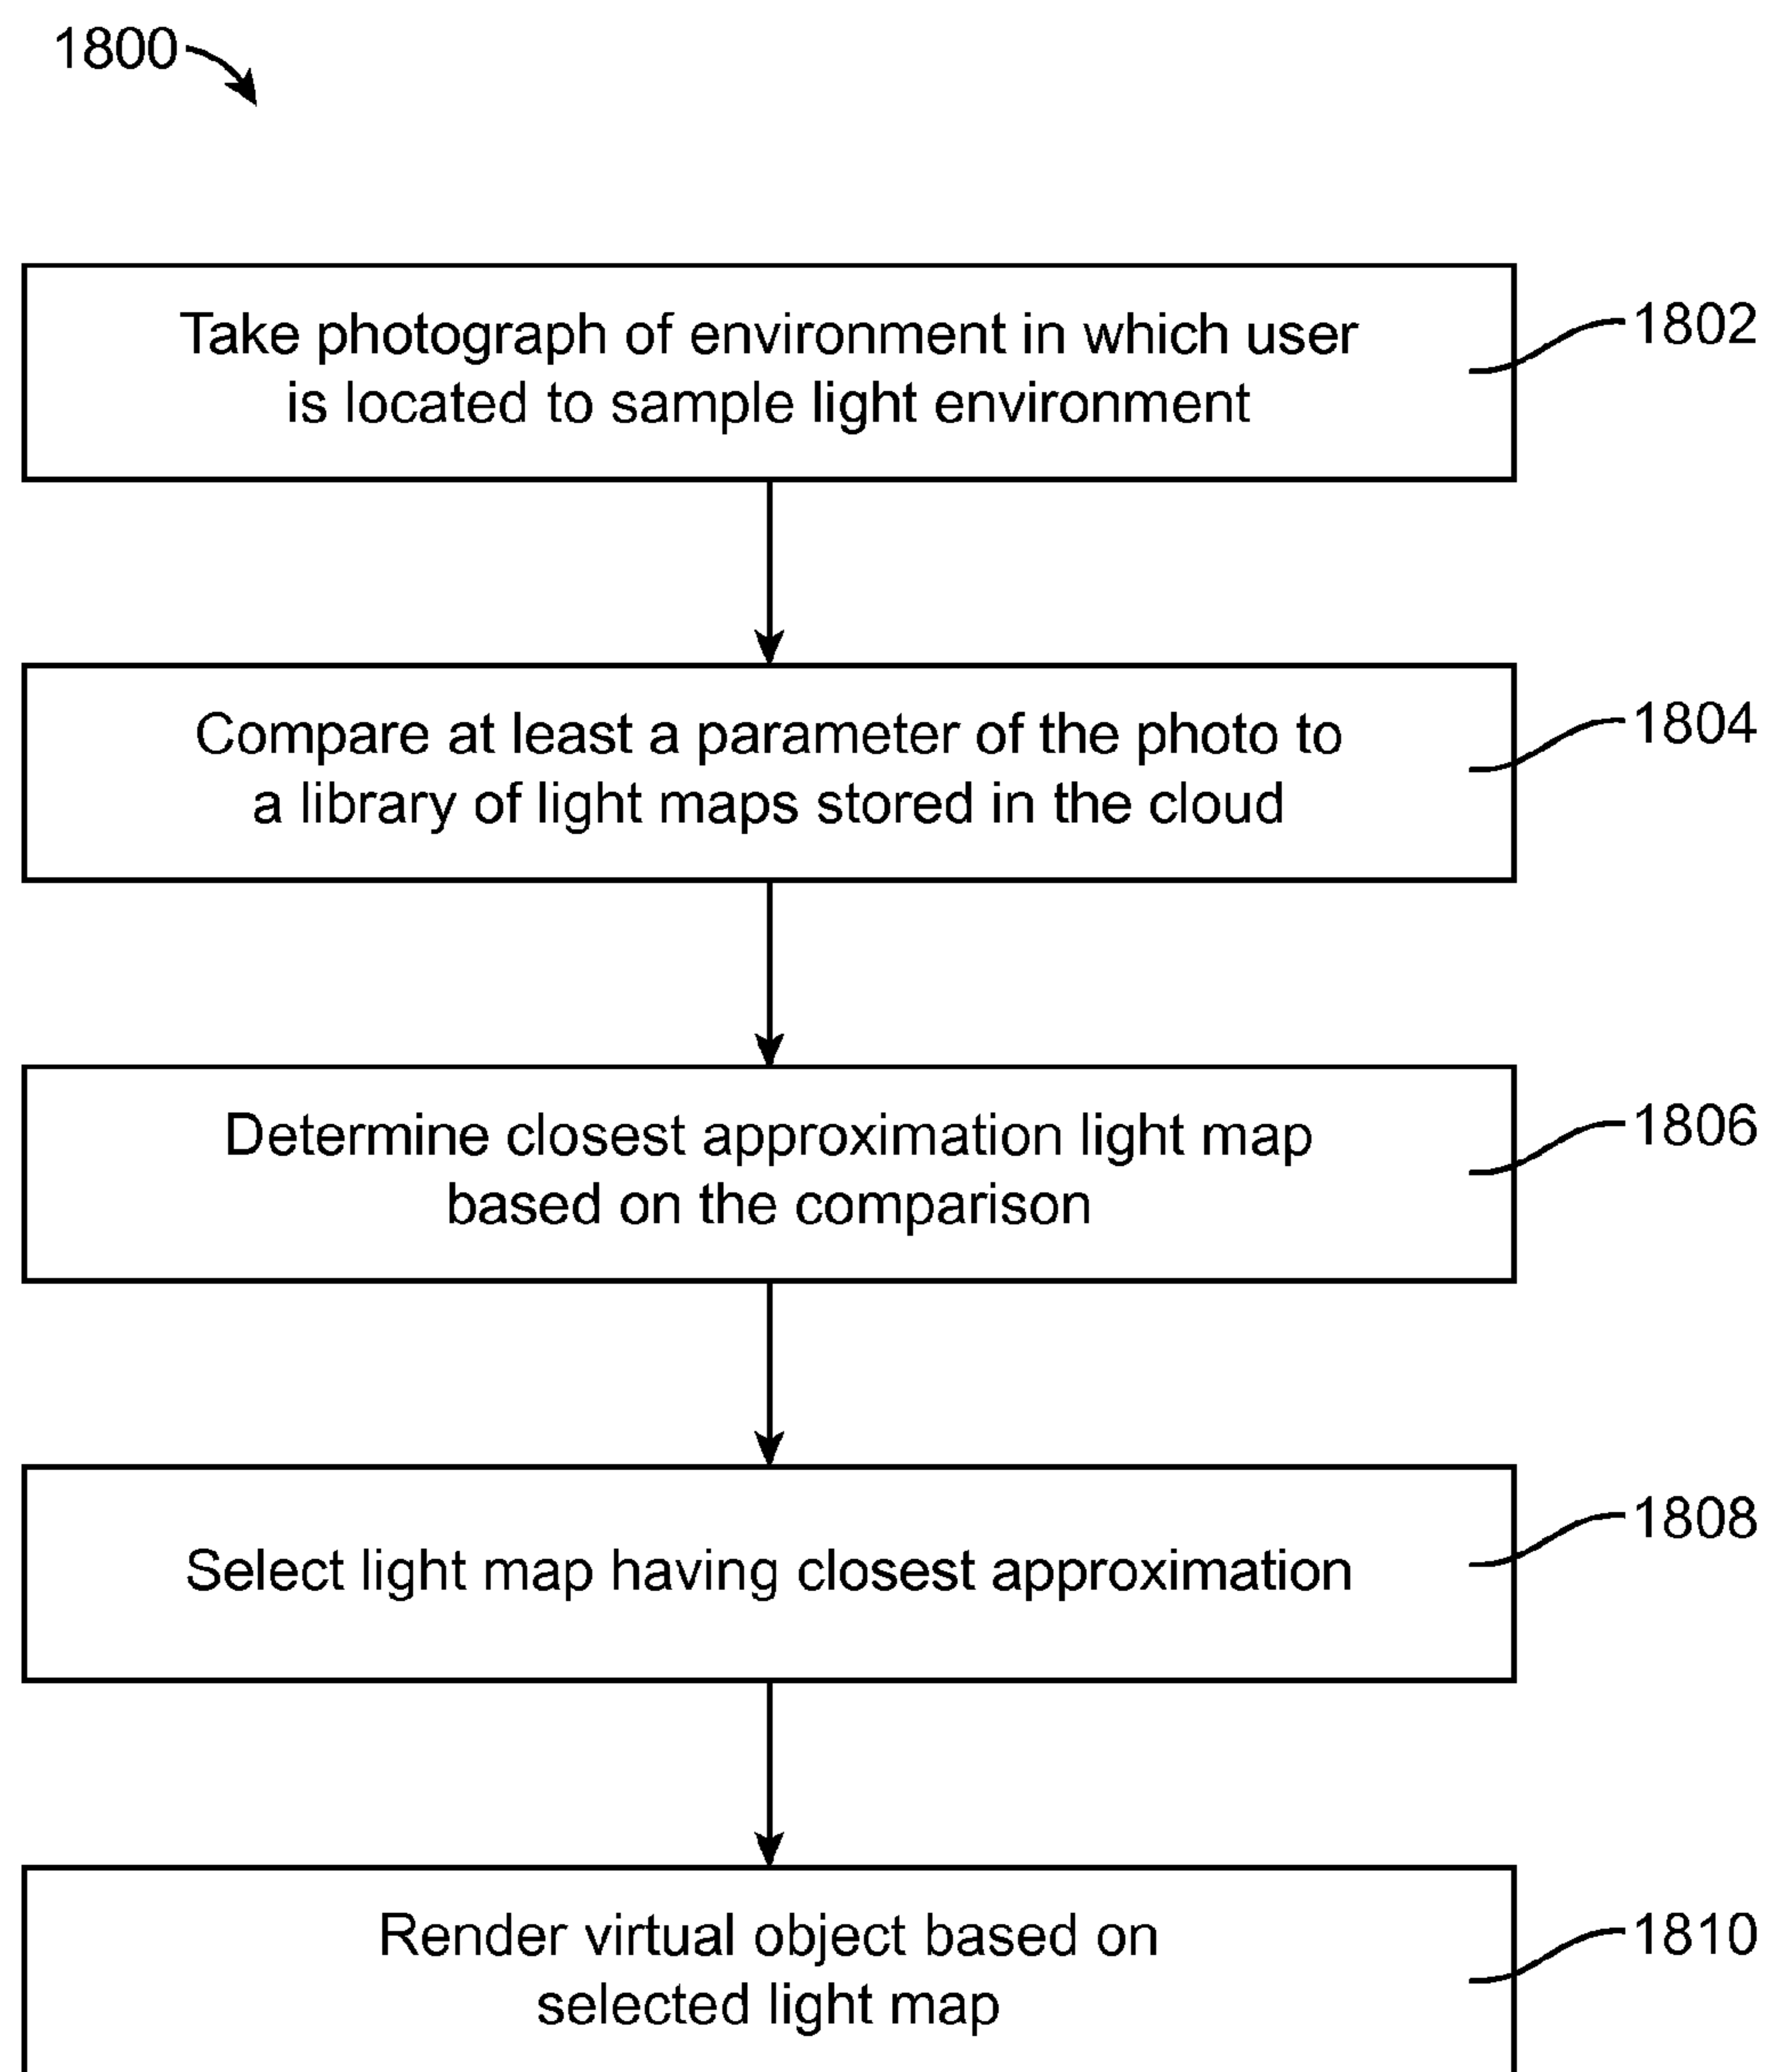 1800
Take photograph of environment in which user
is located to sample light environment
1802
Compare at least a parameter of the photo to
a library of light maps stored in the cloud
1804
Determine closest approximation light map
based on the comparison
1806
Select light map having closest approximation
1808
Render virtual object based on
selected light map
1810